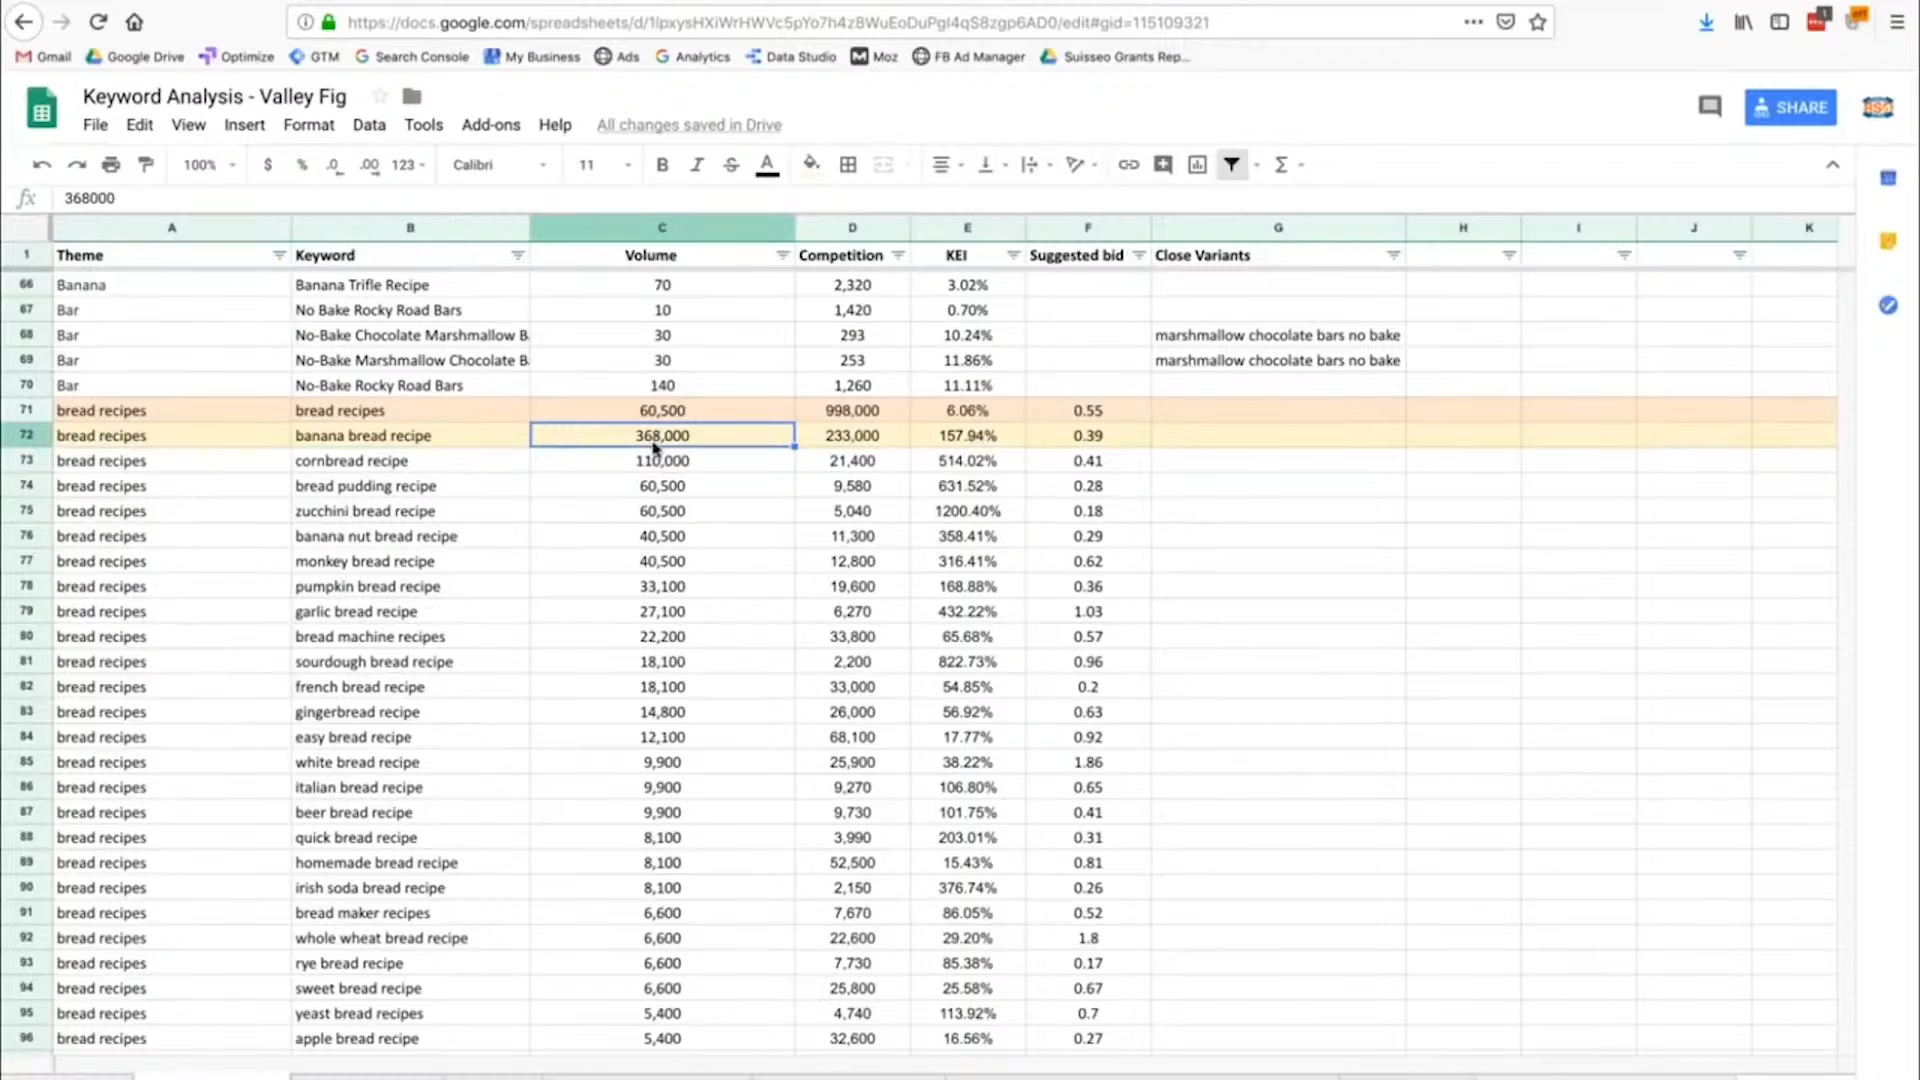 https://docs.google.com/spreadsheets/d/1lpxysHXiWrHWVc5pYo7h4z8WuEoDuPgI4qS8zgp6AD0/edit#gid=115109321
Gmail Google Drive Optimize GTM Search Console My Business Ads Analytics Data Studio Moz FB Ad Manager Suisseo Grants Rep...
Keyword Analysis - Valley Fig
SHARE
File Edit View Insert Format Data Tools Add-ons Help All changes saved in Drive
100% $ % .0 .00 123 Calibri 11 B I S A Σ
fx 368000
A B C D E F G H I J K
1 Theme Keyword Volume Competition KEI Suggested bid Close Variants
66 Banana Banana Trifle Recipe 70 2,320 3.02%
67 Bar No Bake Rocky Road Bars 10 1,420 0.70%
68 Bar No-Bake Chocolate Marshmallow B 30 293 10.24% marshmallow chocolate bars no bake
69 Bar No-Bake Marshmallow Chocolate B 30 253 11.86% marshmallow chocolate bars no bake
70 Bar No-Bake Rocky Road Bars 140 1,260 11.11%
71 bread recipes bread recipes 60,500 998,000 6.06% 0.55
72 bread recipes banana bread recipe 368,000 233,000 157.94% 0.39
73 bread recipes cornbread recipe 110,000 21,400 514.02% 0.41
74 bread recipes bread pudding recipe 60,500 9,580 631.52% 0.28
75 bread recipes zucchini bread recipe 60,500 5,040 1200.40% 0.18
76 bread recipes banana nut bread recipe 40,500 11,300 358.41% 0.29
77 bread recipes monkey bread recipe 40,500 12,800 316.41% 0.62
78 bread recipes pumpkin bread recipe 33,100 19,600 168.88% 0.36
79 bread recipes garlic bread recipe 27,100 6,270 432.22% 1.03
80 bread recipes bread machine recipes 22,200 33,800 65.68% 0.57
81 bread recipes sourdough bread recipe 18,100 2,200 822.73% 0.96
82 bread recipes french bread recipe 18,100 33,000 54.85% 0.2
83 bread recipes gingerbread recipe 14,800 26,000 56.92% 0.63
84 bread recipes easy bread recipe 12,100 68,100 17.77% 0.92
85 bread recipes white bread recipe 9,900 25,900 38.22% 1.86
86 bread recipes italian bread recipe 9,900 9,270 106.80% 0.65
87 bread recipes beer bread recipe 9,900 9,730 101.75% 0.41
88 bread recipes quick bread recipe 8,100 3,990 203.01% 0.31
89 bread recipes homemade bread recipe 8,100 52,500 15.43% 0.81
90 bread recipes irish soda bread recipe 8,100 2,150 376.74% 0.26
91 bread recipes bread maker recipes 6,600 7,670 86.05% 0.52
92 bread recipes whole wheat bread recipe 6,600 22,600 29.20% 1.8
93 bread recipes rye bread recipe 6,600 7,730 85.38% 0.17
94 bread recipes sweet bread recipe 6,600 25,800 25.58% 0.67
95 bread recipes yeast bread recipes 5,400 4,740 113.92% 0.7
96 bread recipes apple bread recipe 5,400 32,600 16.56% 0.27